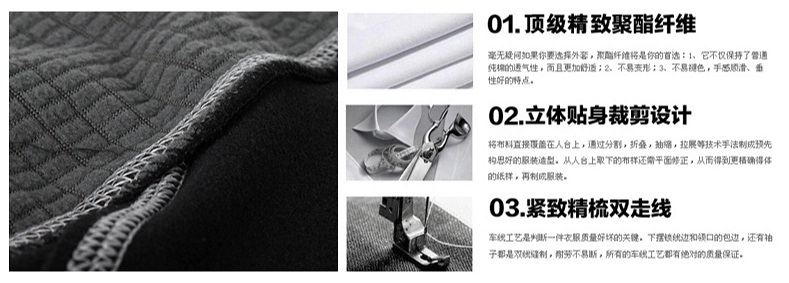 01.顶级精致聚酯纤维
毫无疑问如果你要选择外套，聚酯纤维将是你的首选：1、它不仅保持了普通
纯棉的透气性，而且更加舒适；2、不易变形；3、不易褪色，手感顺滑、垂
性好的特点。
02.立体贴身裁剪设计
将布料直接覆盖在人台上，通过分割，折叠，抽缩，拉展等技术手法制成预先
构思好的服装造型。从人台上取下的布样还需平面修正，从而得到更精确得体
的纸样，再制成服装。
03.紧致精梳双走线
车线工艺是判断一件衣服质量好坏的关键。下摆锁线边和领口的包边，还有袖
子都是双线缝制，耐劳不易断，所有的车线工艺都有绝对的质量保证。